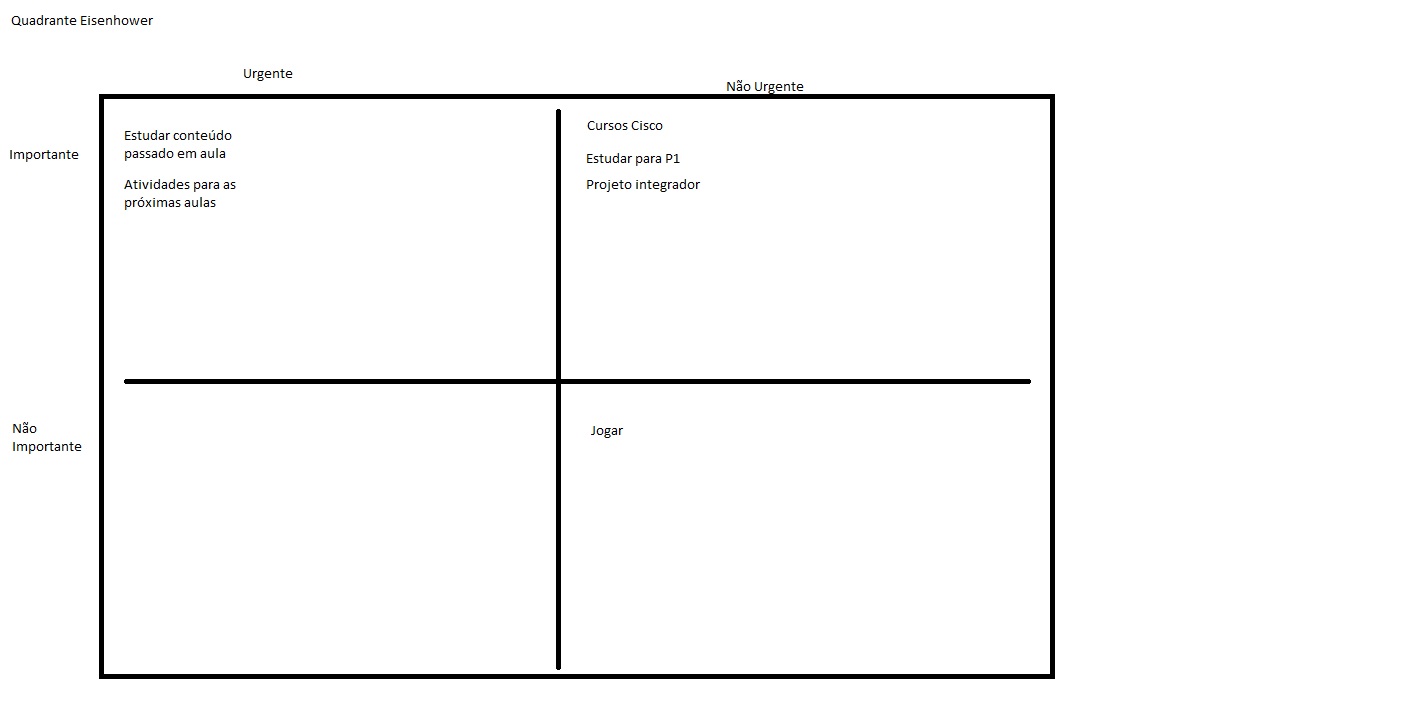 Quadrante Eisenhower
Urgente
Não Urgente
Importante
Estudar conteúdo
passado em aula
Atividades para as
próximas aulas
Cursos Cisco
Estudar para P1
Projeto integrador
Não
Importante
Jogar